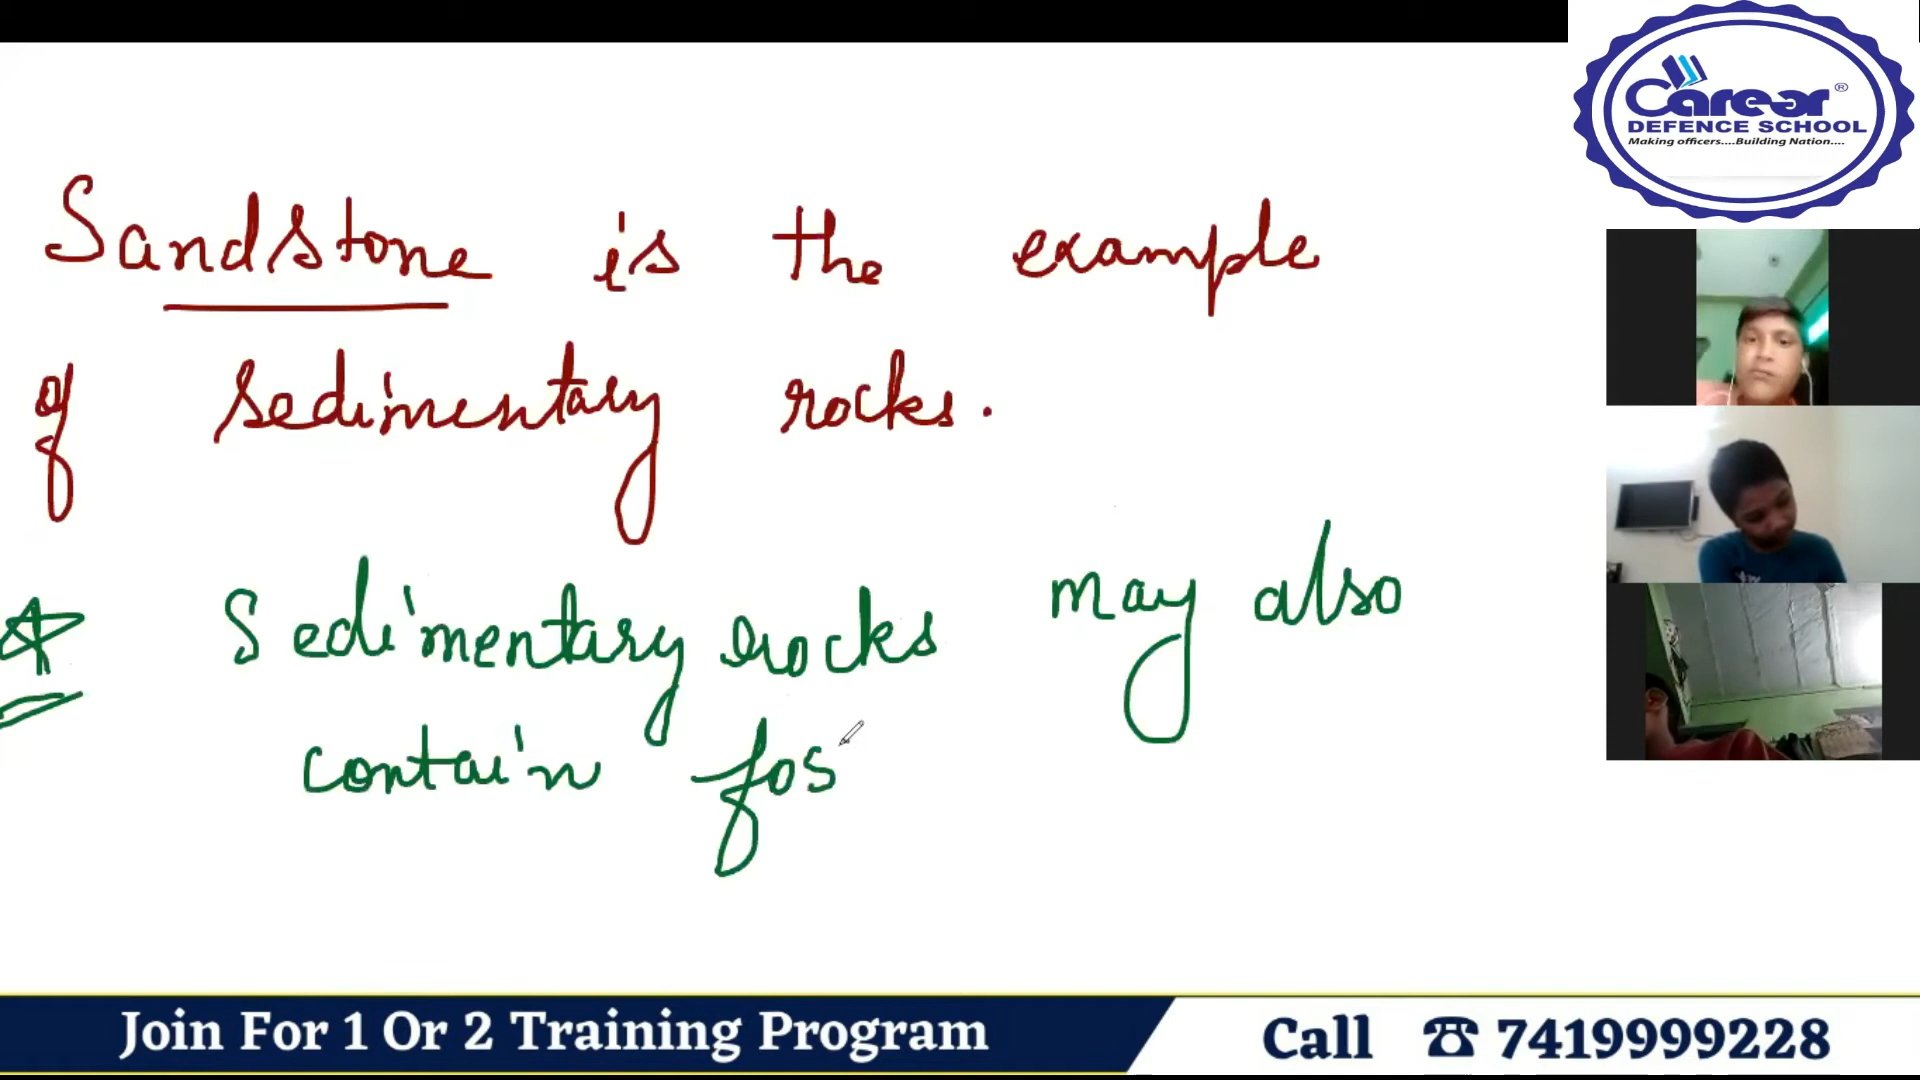 Carear®
DEFENCE SCHOOL
Making officers....Building Nation....
Sandstone is the example
of sedimentary rocks.
Sedimentary rocks may also
contain fos
Join For 1 Or 2 Training Program
Call ☎ 7419999228